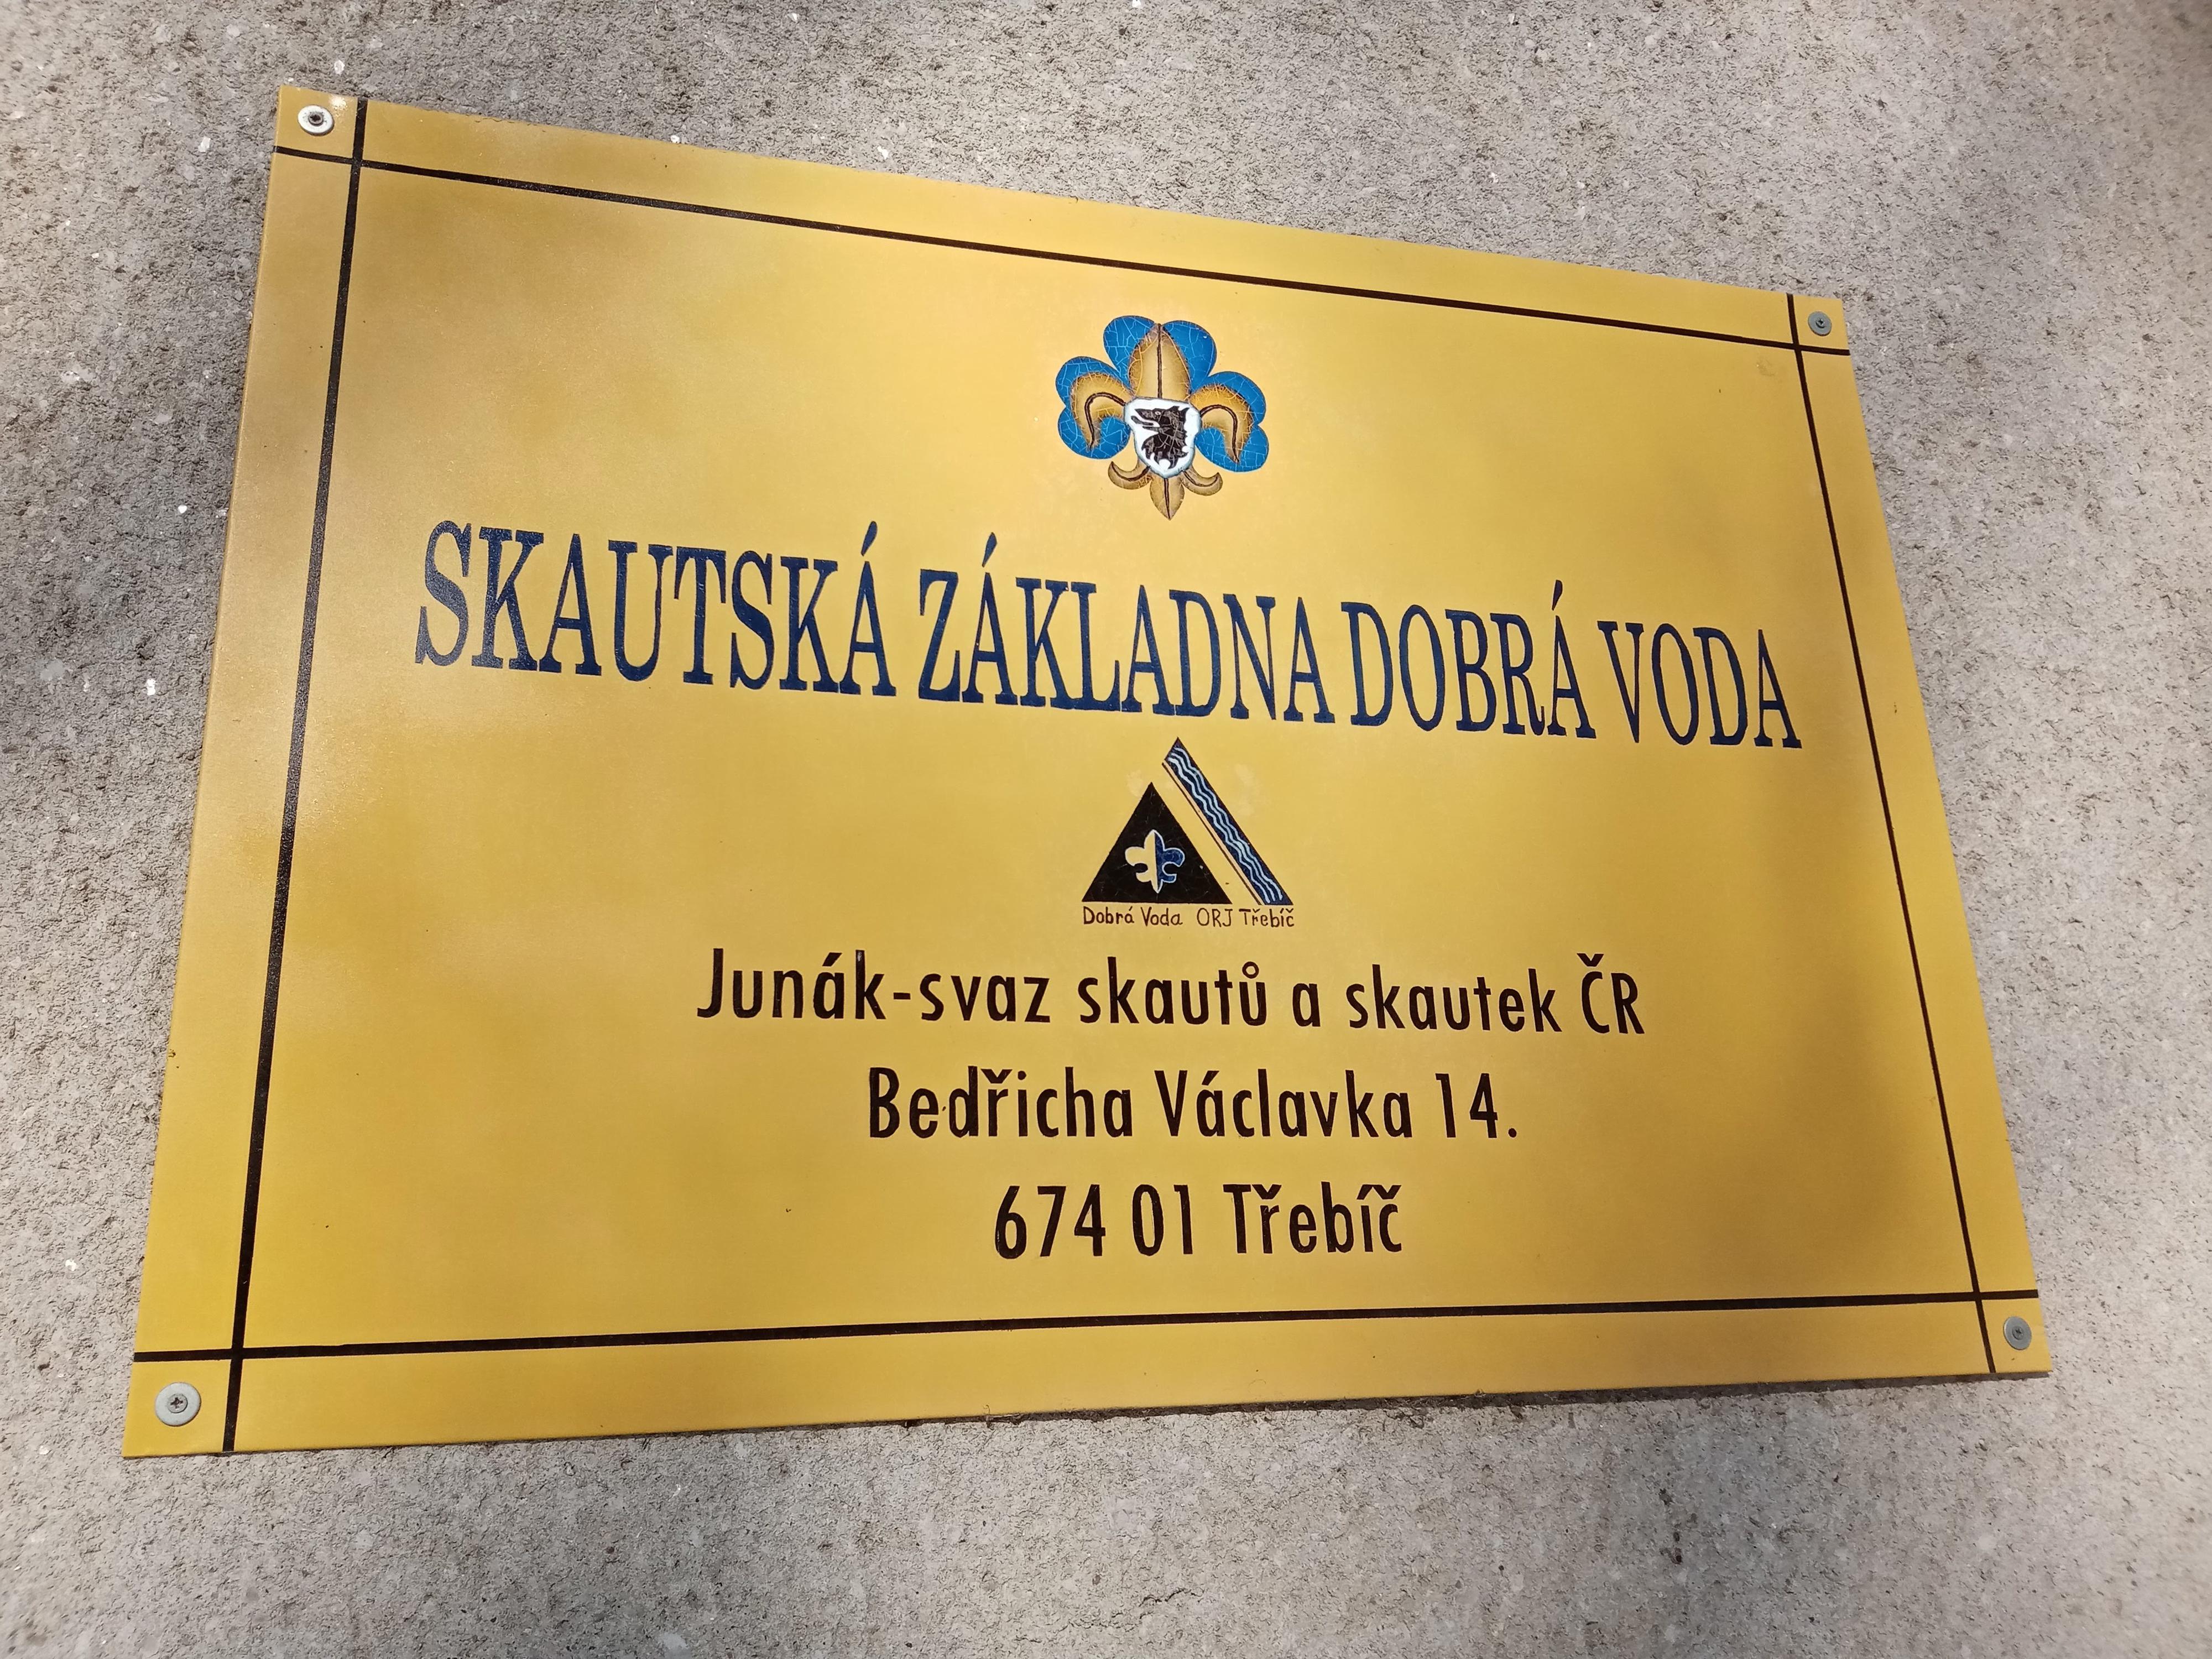 SKAUTSKÁ ZÁKLADNA DOBRÁ VODA
Dobrá Voda ORJ Třebíč
Junák-svaz skautů a skautek ČR
Bedřicha Václavka 14.
674 01 Třebíč